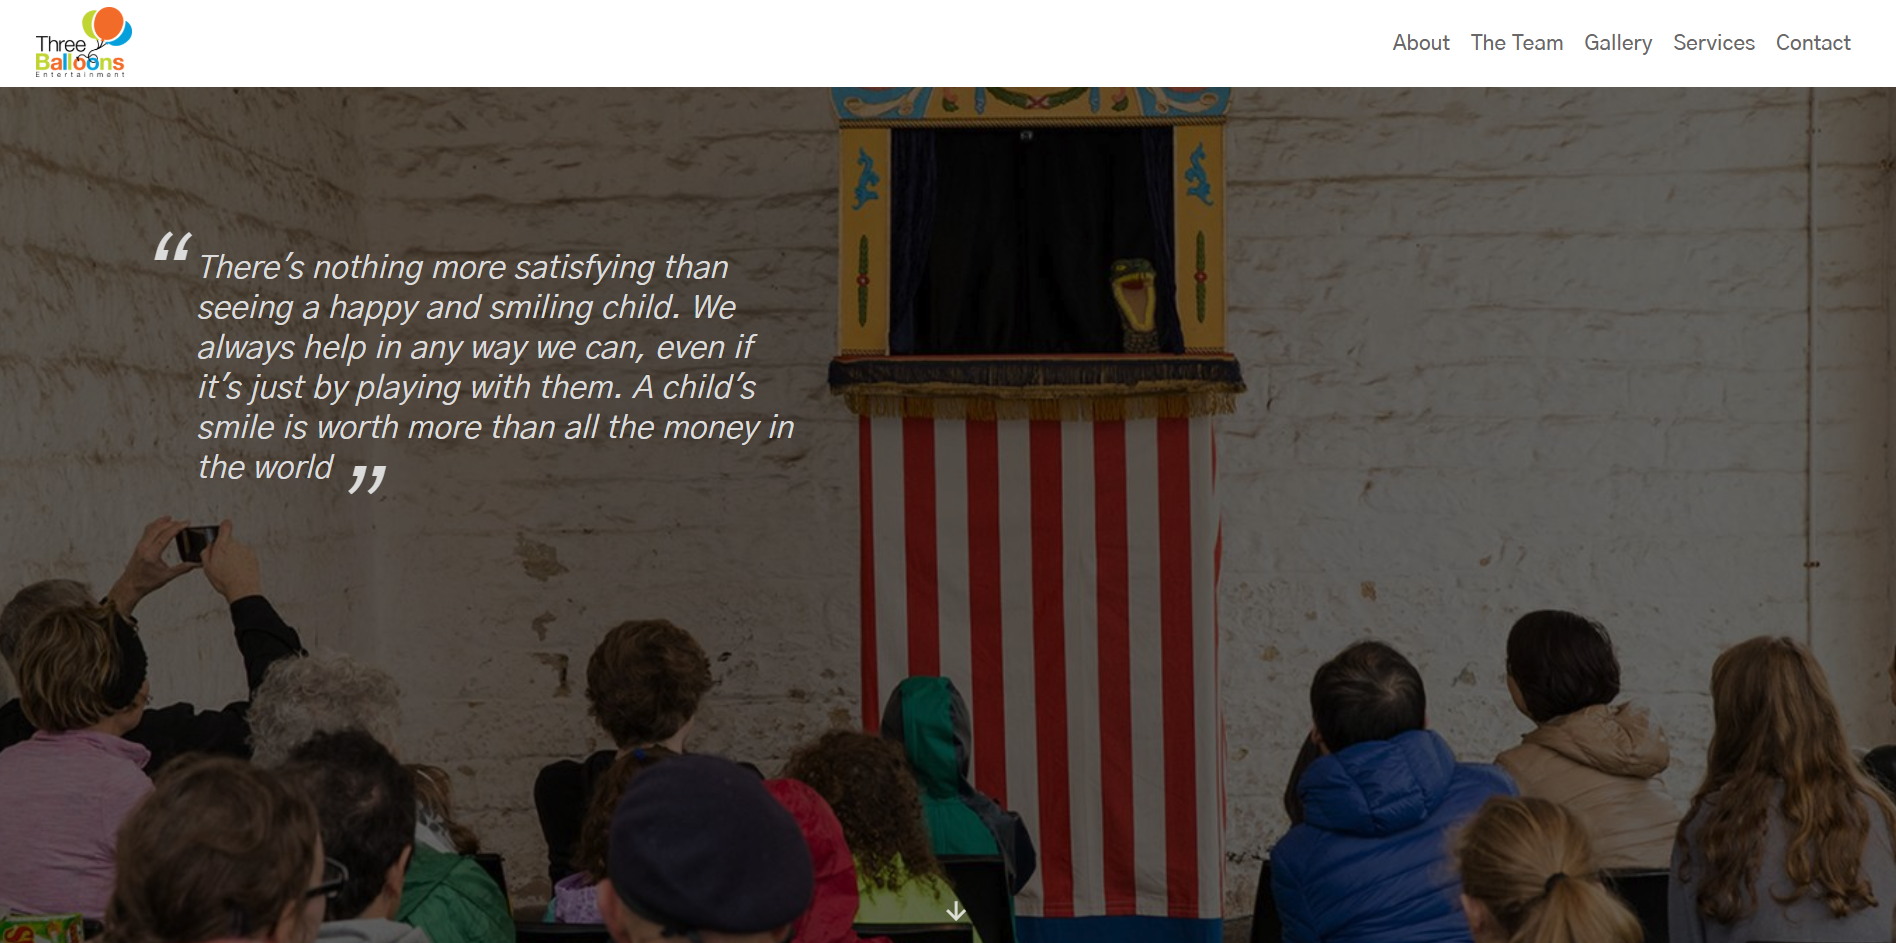 Three
Balloons
Entertainment
About
The Team
Gallery
Services
Contact
“ There’s nothing more satisfying than
seeing a happy and smiling child. We
always help in any way we can, even if
it’s just by playing with them. A child’s
smile is worth more than all the money in
the world ”